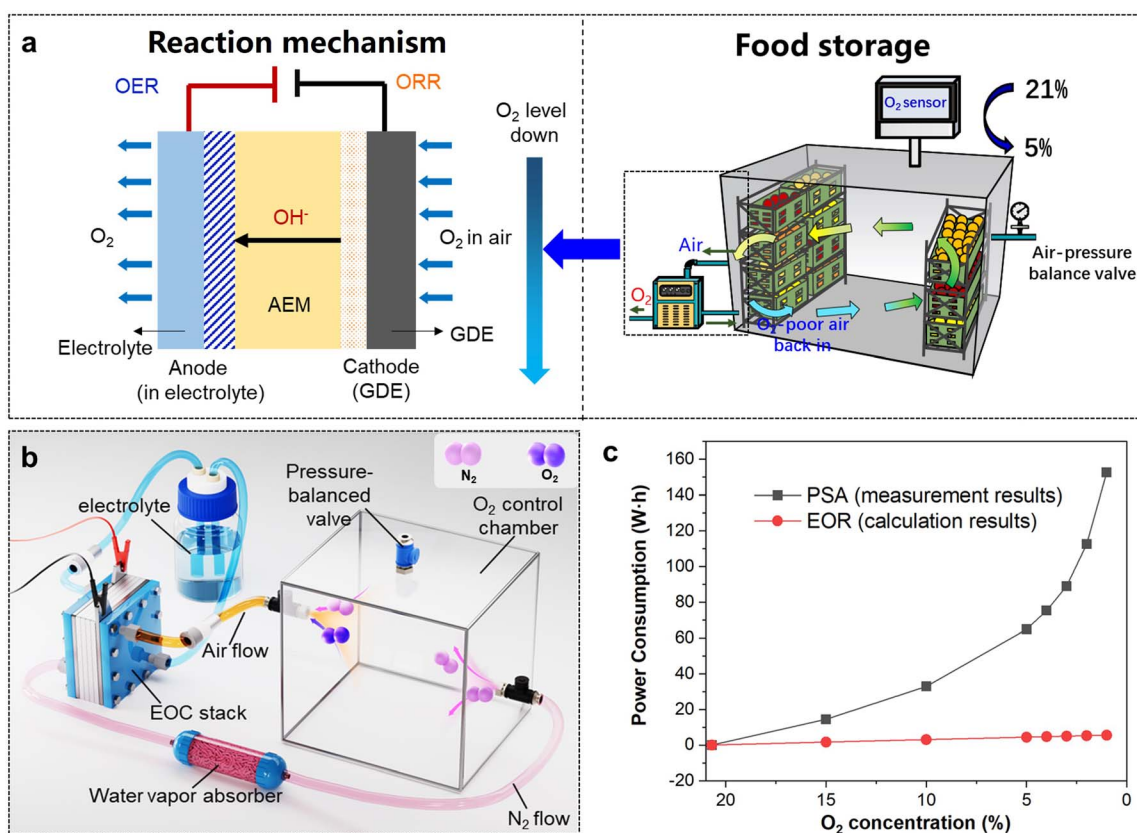 a
Reaction mechanism
OER
ORR
O2 level
down
O2
OH-
O2 in air
AEM
Electrolyte
GDE
Anode
(in electrolyte)
Cathode
(GDE)
Food storage
O2 sensor
21%
5%
Air
O2
Air-pressure
balance valve
O2-poor air
back in
b
N2
O2
Pressure-
balanced
valve
electrolyte
O2 control
chamber
Air flow
EOC stack
Water vapor absorber
N2 flow
c
160
140
120
100
80
60
40
20
0
-20
Power Consumption (W·h)
PSA (measurement results)
EOR (calculation results)
20
15
10
5
0
O2 concentration (%)